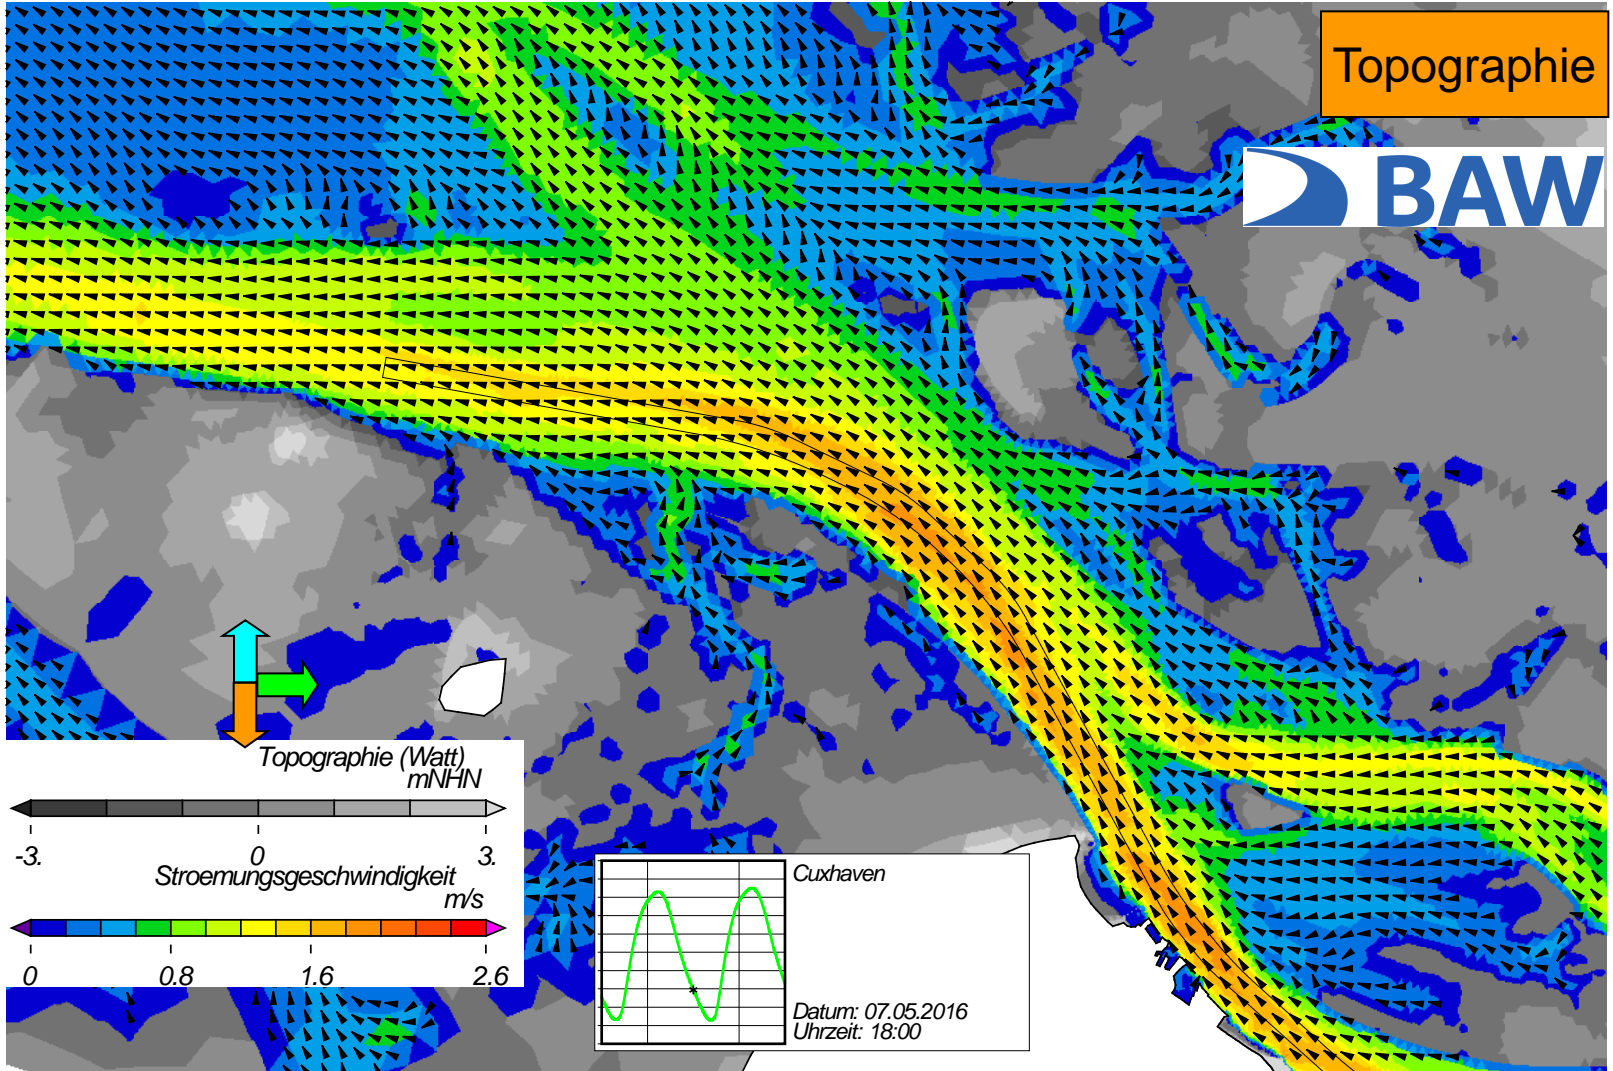 Topographie
BAW
Topographie (Watt)
mNHN
-3. 0 3.
Stroemungsgeschwindigkeit
m/s
0 0.8 1.6 2.6
Cuxhaven
Datum: 07.05.2016
Uhrzeit: 18:00